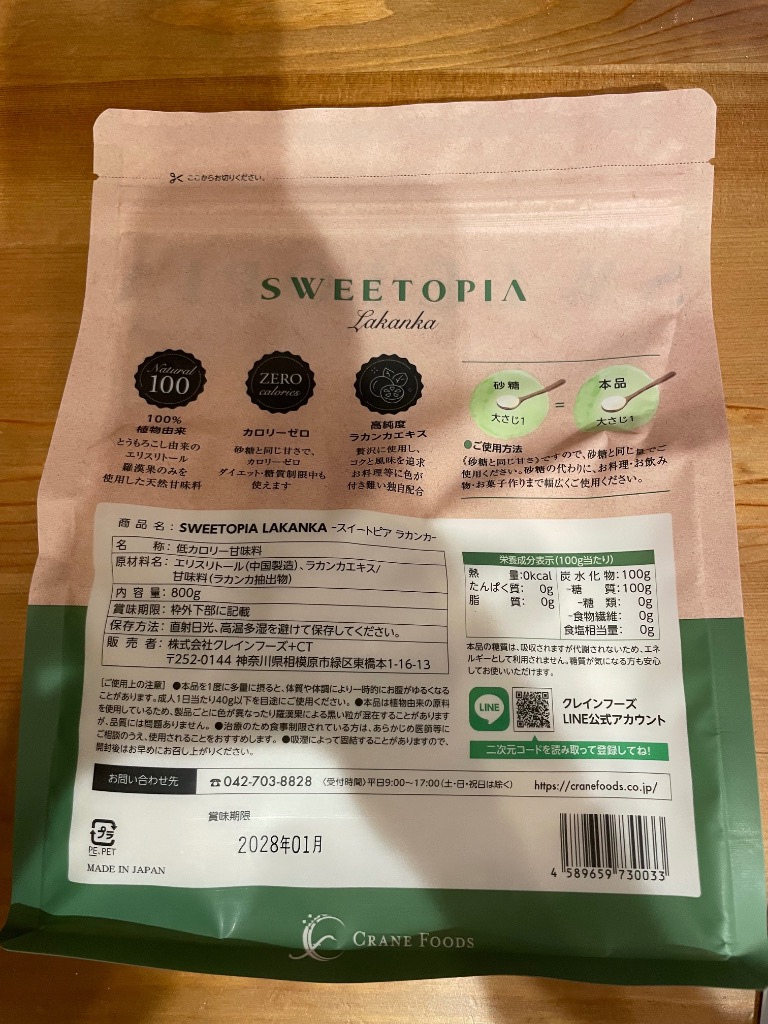 ここからお切りください。
SWEETOPIA
Lakanka
Natural
100
100%
植物由来
とうもろこし由来の
エリスリトール
羅漢果のみを
使用した天然甘味料
ZERO
calories
カロリーゼロ
砂糖と同じ甘さで、
カロリーゼロ
ダイエット・糖質制限中も
使えます
高純度
ラカンカエキス
贅沢に使用し、
コクと風味を追求
お料理等に色が
付き難い独自配合
砂糖
大さじ1
=
本品
大さじ1
●ご使用方法
《砂糖と同じ甘さ》ですので、砂糖と同じ量でご
使用ください。砂糖の代わりに、お料理・お飲み
物・お菓子作りまで幅広くご使用ください。
商品名：SWEETOPIA LAKANKA -スイートピア ラカンカ-
名称：低カロリー甘味料
原材料名：エリスリトール（中国製造）、ラカンカエキス/
甘味料（ラカンカ抽出物）
内容量：800g
賞味期限：枠外下部に記載
保存方法：直射日光、高温多湿を避けて保存してください。
販売者：株式会社クレインフーズ+CT
〒252-0144 神奈川県相模原市緑区東橋本1-16-13
栄養成分表示（100g当たり）
熱量：0kcal
たんぱく質：0g
脂質：0g
炭水化物：100g
-糖質：100g
-糖類：0g
-食物繊維：0g
食塩相当量：0g
本品の糖質は、吸収されますが代謝されないため、エネ
ルギーとして利用されません。糖質が気になる方も安心
してお使いいただけます。
[ご使用上の注意] ●本品を1度に多量に摂ると、体質や体調により一時的にお腹がゆるくなる
ことがあります。成人1日当たり40g以下を目途にご使用ください。●本品は植物由来の原料
を使用しているため、製品ごとに色が異なったり羅漢果による黒い粒が混在することがあります
が、品質には問題ありません。●治療のため食事制限されている方は、あらかじめ医師等に
ご相談のうえ、使用されることをおすすめします。●吸湿によって固結することがありますので、
開封後はお早めにお召し上がりください。
LINE
クレインフーズ
LINE公式アカウント
二次元コードを読み取って登録してね!
お問い合わせ先
☎042-703-8828 〈受付時間〉平日9:00〜17:00（土・日・祝日は除く） https://cranefoods.co.jp/
賞味期限
2028年01月
プラ
PE、PET
MADE IN JAPAN
4 589659 730033
CRANE FOODS